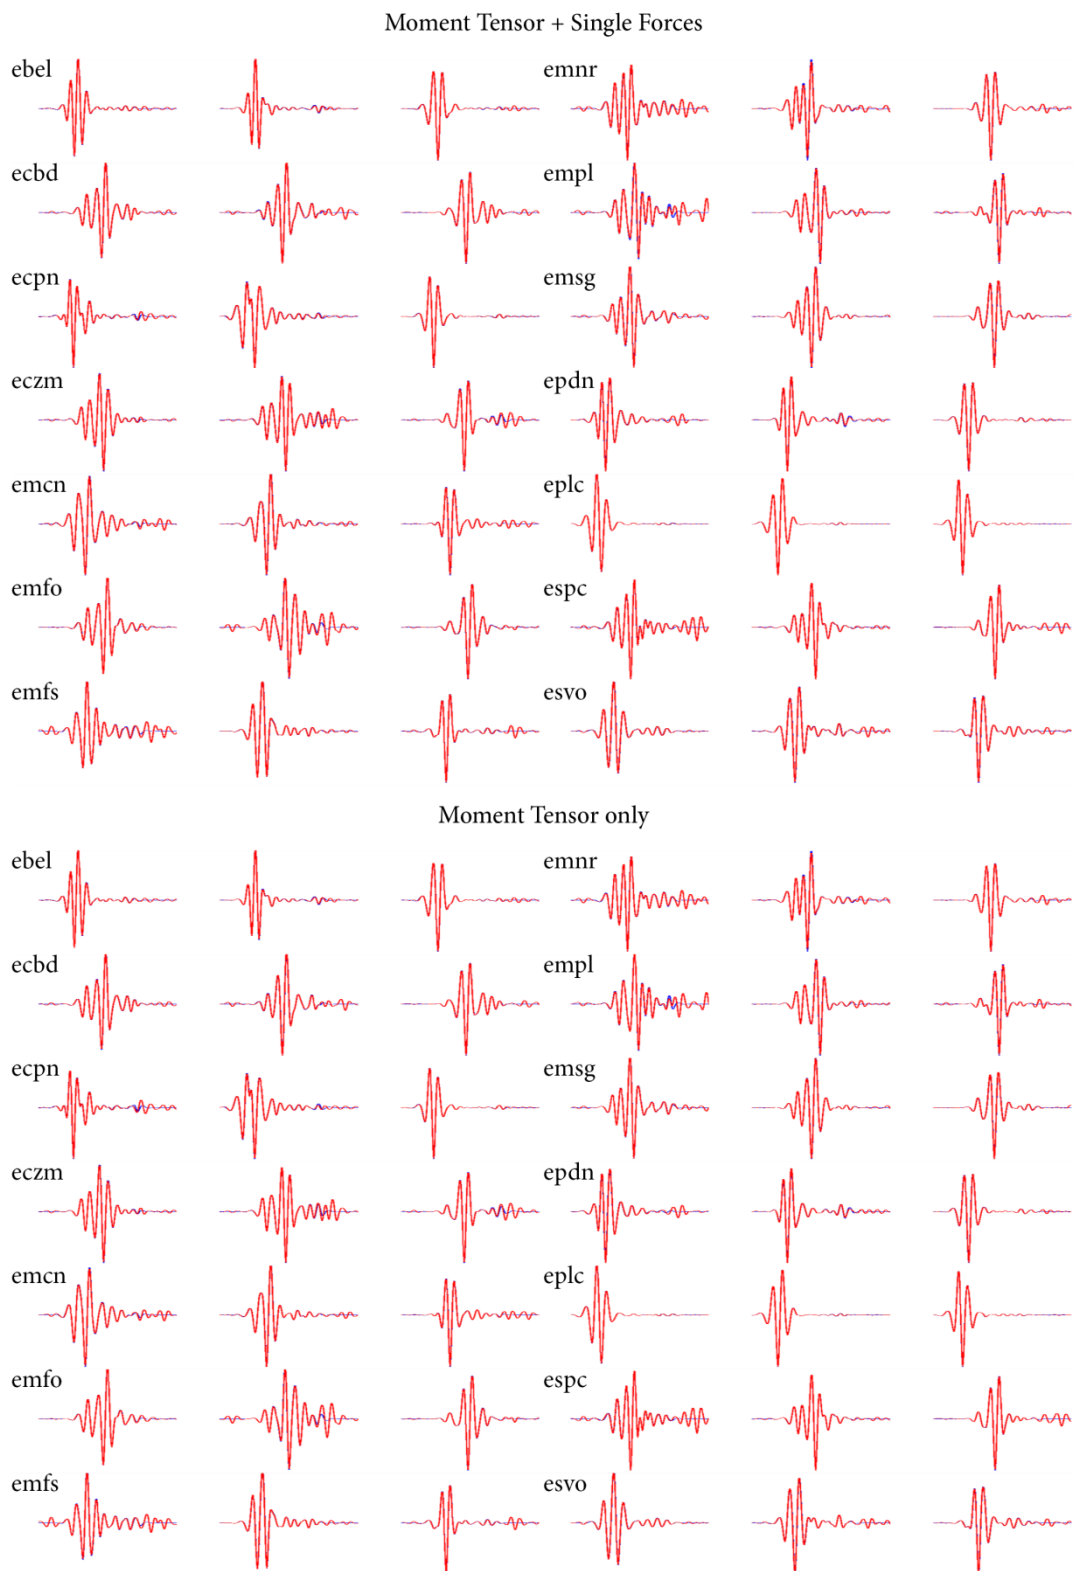 Moment Tensor + Single Forces
ebel
emnr
ecbd
empl
ecpn
emsg
eczm
epdn
emcn
eplc
emfo
espc
emfs
esvo
Moment Tensor only
ebel
emnr
ecbd
empl
ecpn
emsg
eczm
epdn
emcn
eplc
emfo
espc
emfs
esvo